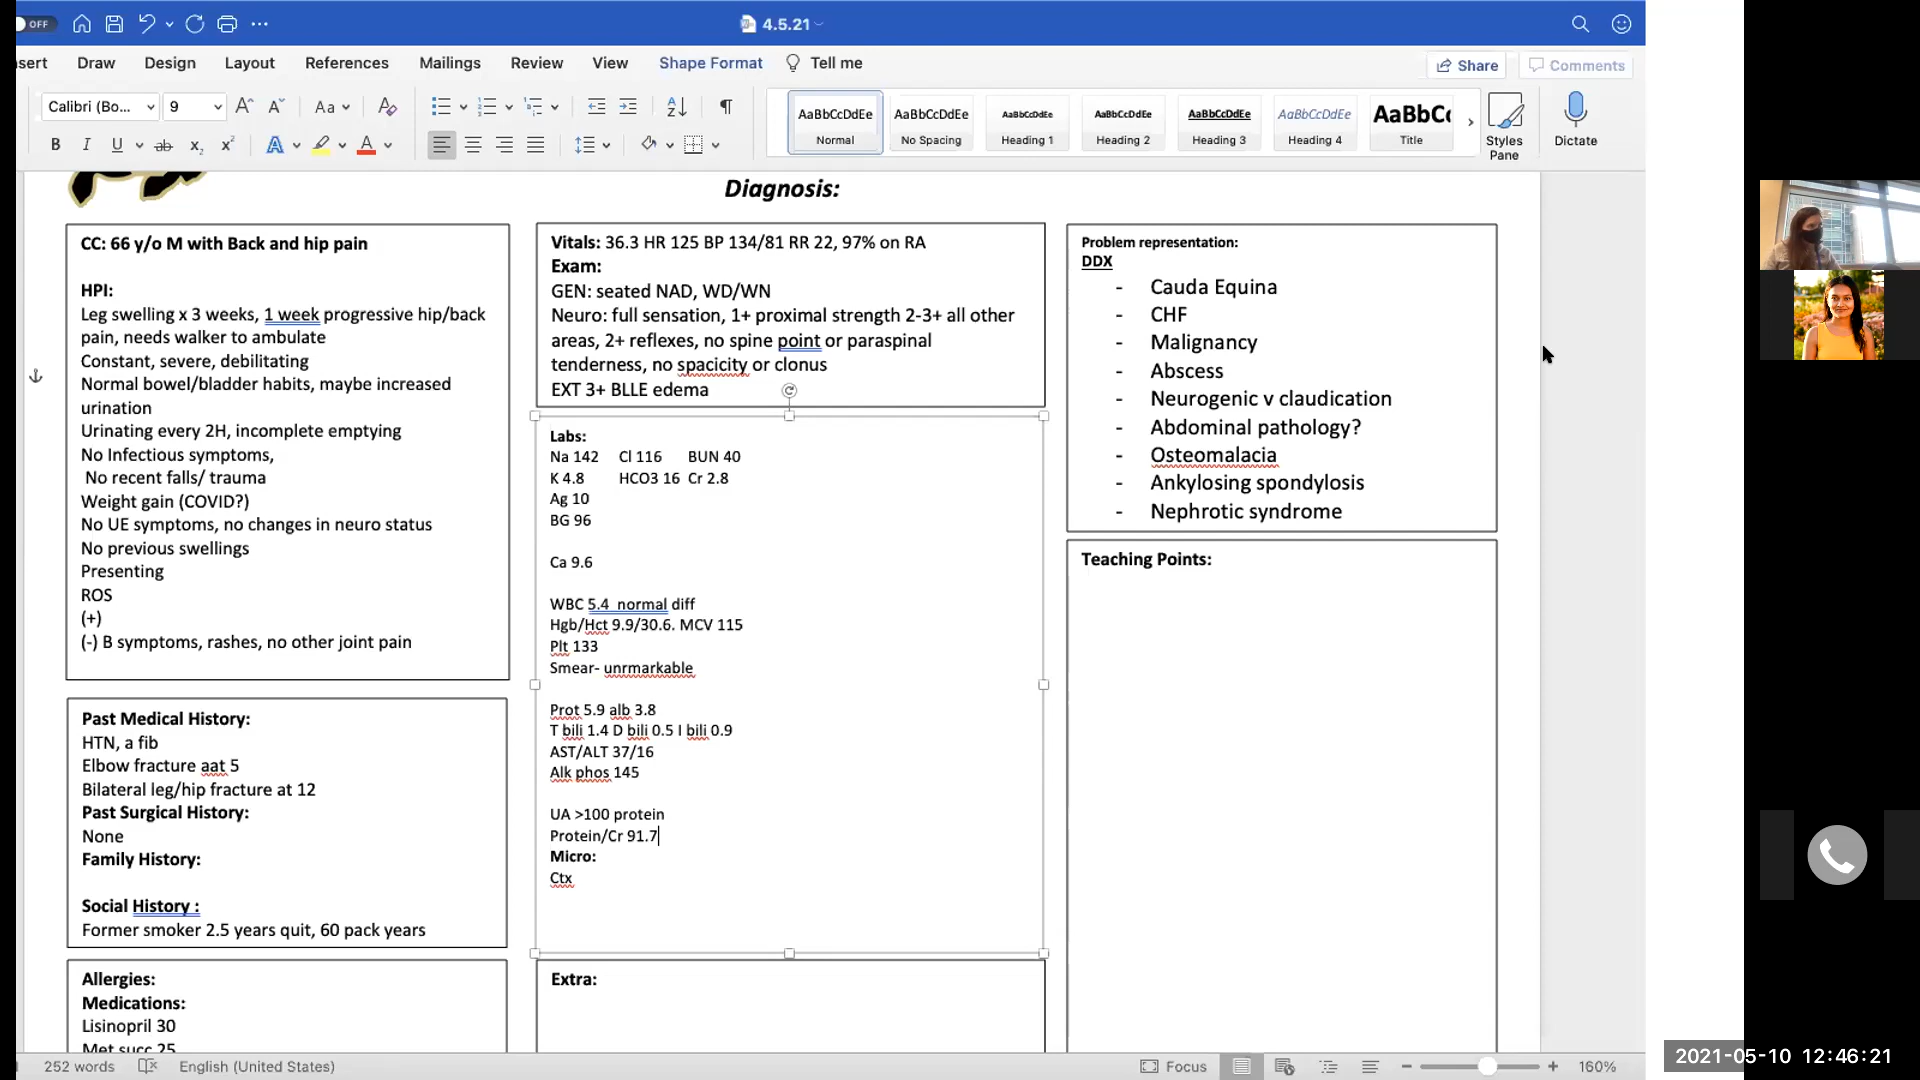 OFF
4.5.21
sert Draw Design Layout References Mailings Review View Shape Format Tell me
Share Comments
Calibri (Bo... 9 Aa
AaBbCcDdEe AaBbCcDdEe AaBbCcDdEe AaBbCcDdEe AaBbCcDdEe AaBbCcDdEe AaBbCc
Normal No Spacing Heading 1 Heading 2 Heading 3 Heading 4 Title
Styles Pane
Dictate
B I U ab x₂ x² A A
Diagnosis:
CC: 66 y/o M with Back and hip pain
HPI:
Leg swelling x 3 weeks, 1 week progressive hip/back
pain, needs walker to ambulate
Constant, severe, debilitating
Normal bowel/bladder habits, maybe increased
urination
Urinating every 2H, incomplete emptying
No Infectious symptoms,
No recent falls/ trauma
Weight gain (COVID?)
No UE symptoms, no changes in neuro status
No previous swellings
Presenting
ROS
(+)
(-) B symptoms, rashes, no other joint pain
Past Medical History:
HTN, a fib
Elbow fracture aat 5
Bilateral leg/hip fracture at 12
Past Surgical History:
None
Family History:
Social History :
Former smoker 2.5 years quit, 60 pack years
Allergies:
Medications:
Lisinopril 30
Met succ 25
Vitals: 36.3 HR 125 BP 134/81 RR 22, 97% on RA
Exam:
GEN: seated NAD, WD/WN
Neuro: full sensation, 1+ proximal strength 2-3+ all other
areas, 2+ reflexes, no spine point or paraspinal
tenderness, no spacicity or clonus
EXT 3+ BLLE edema
Labs:
Na 142 Cl 116 BUN 40
K 4.8 HCO3 16 Cr 2.8
Ag 10
BG 96
Ca 9.6
WBC 5.4 normal diff
Hgb/Hct 9.9/30.6. MCV 115
Plt 133
Smear- unrmarkable
Prot 5.9 alb 3.8
T bili 1.4 D bili 0.5 I bili 0.9
AST/ALT 37/16
Alk phos 145
UA >100 protein
Protein/Cr 91.7
Micro:
Ctx
Extra:
Problem representation:
DDX
- Cauda Equina
- CHF
- Malignancy
- Abscess
- Neurogenic v claudication
- Abdominal pathology?
- Osteomalacia
- Ankylosing spondylosis
- Nephrotic syndrome
Teaching Points:
252 words English (United States) Focus 160%
2021-05-10 12:46:21